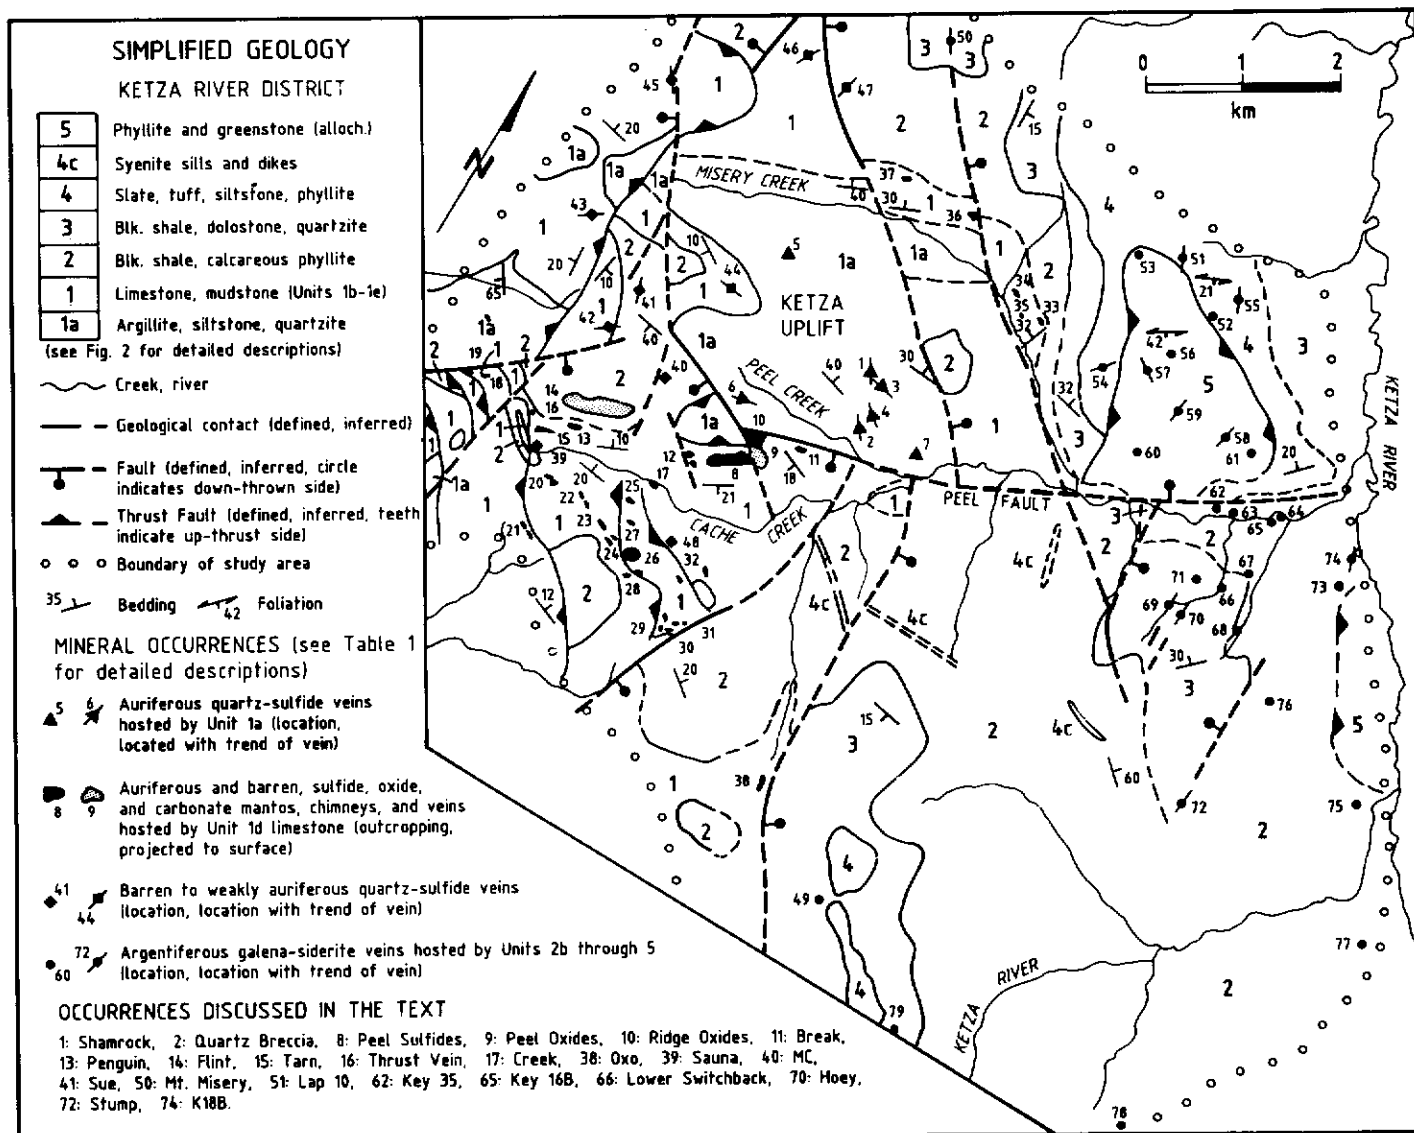 SIMPLIFIED GEOLOGY
KETZA RIVER DISTRICT
5 Phyllite and greenstone (alloch.)
4c Syenite sills and dikes
4 Slate, tuff, siltstone, phyllite
3 Blk. shale, dolostone, quartzite
2 Blk. shale, calcareous phyllite
1 Limestone, mudstone (Units 1b-1e)
1a Argillite, siltstone, quartzite
(see Fig. 2 for detailed descriptions)
Creek, river
Geological contact (defined, inferred)
Fault (defined, inferred, circle
indicates down-thrown side)
Thrust Fault (defined, inferred, teeth
indicate up-thrust side)
Boundary of study area
35 Bedding 42 Foliation
MINERAL OCCURRENCES (see Table 1
for detailed descriptions)
5 6 Auriferous quartz-sulfide veins
hosted by Unit 1a (location,
located with trend of vein)
8 9 Auriferous and barren, sulfide, oxide,
and carbonate mantos, chimneys, and veins
hosted by Unit 1d limestone (outcropping,
projected to surface)
41 44 Barren to weakly auriferous quartz-sulfide veins
(location, location with trend of vein)
60 72 Argentiferous galena-siderite veins hosted by Units 2b through 5
(location, location with trend of vein)
OCCURRENCES DISCUSSED IN THE TEXT
1: Shamrock, 2: Quartz Breccia, 8: Peel Sulfides, 9: Peel Oxides, 10: Ridge Oxides, 11: Break,
13: Penguin, 14: Flint, 15: Tarn, 16: Thrust Vein, 17: Creek, 38: Oxo, 39: Sauna, 40: MC,
41: Sue, 50: Mt. Misery, 51: Lap 10, 62: Key 35, 65: Key 16B, 66: Lower Switchback, 70: Hoey,
72: Stump, 74: K18B.
N
0 1 2
km
MISERY CREEK
KETZA
UPLIFT
PEEL CREEK
CACHE CREEK
PEEL FAULT
KETZA RIVER
KETZA RIVER